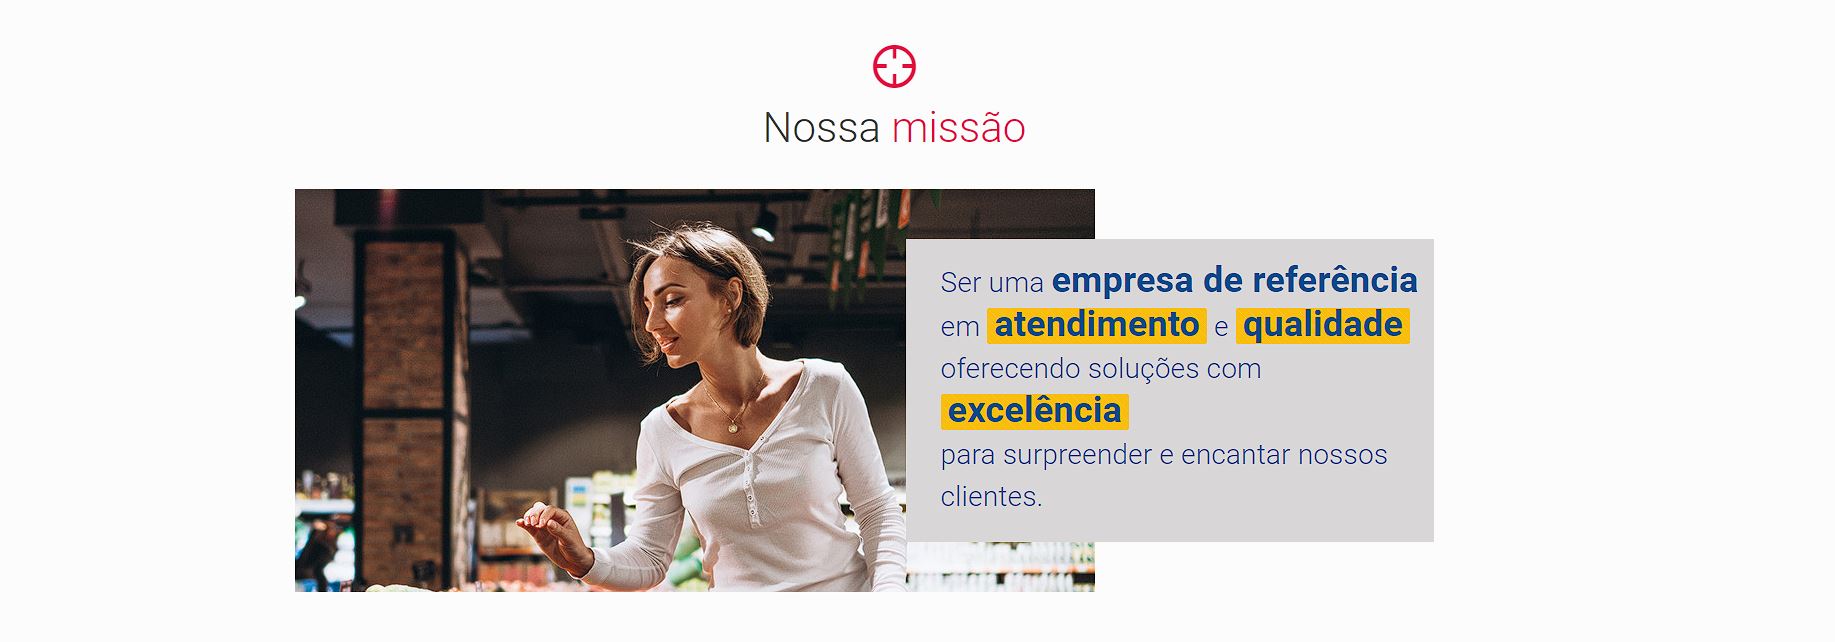 Nossa missão
Ser uma empresa de referência
em atendimento e qualidade
oferecendo soluções com
excelência
para surpreender e encantar nossos
clientes.